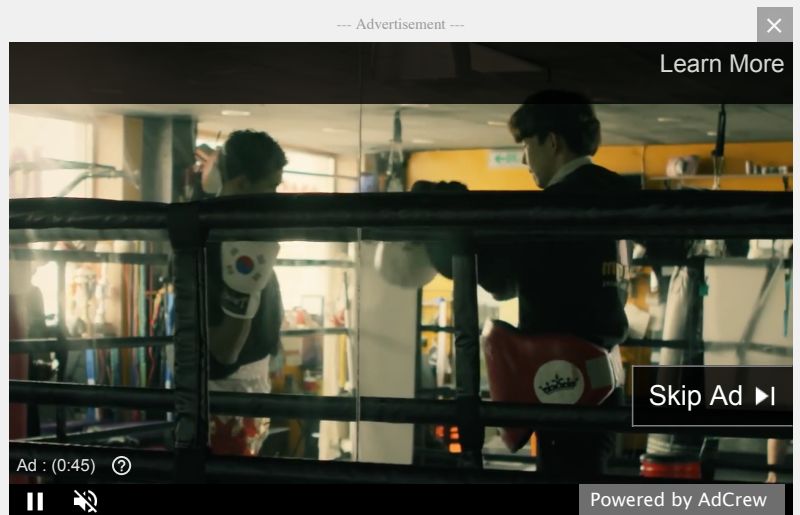 --- Advertisement ---
Learn More
Skip Ad
Ad : (0:45)
Powered by AdCrew